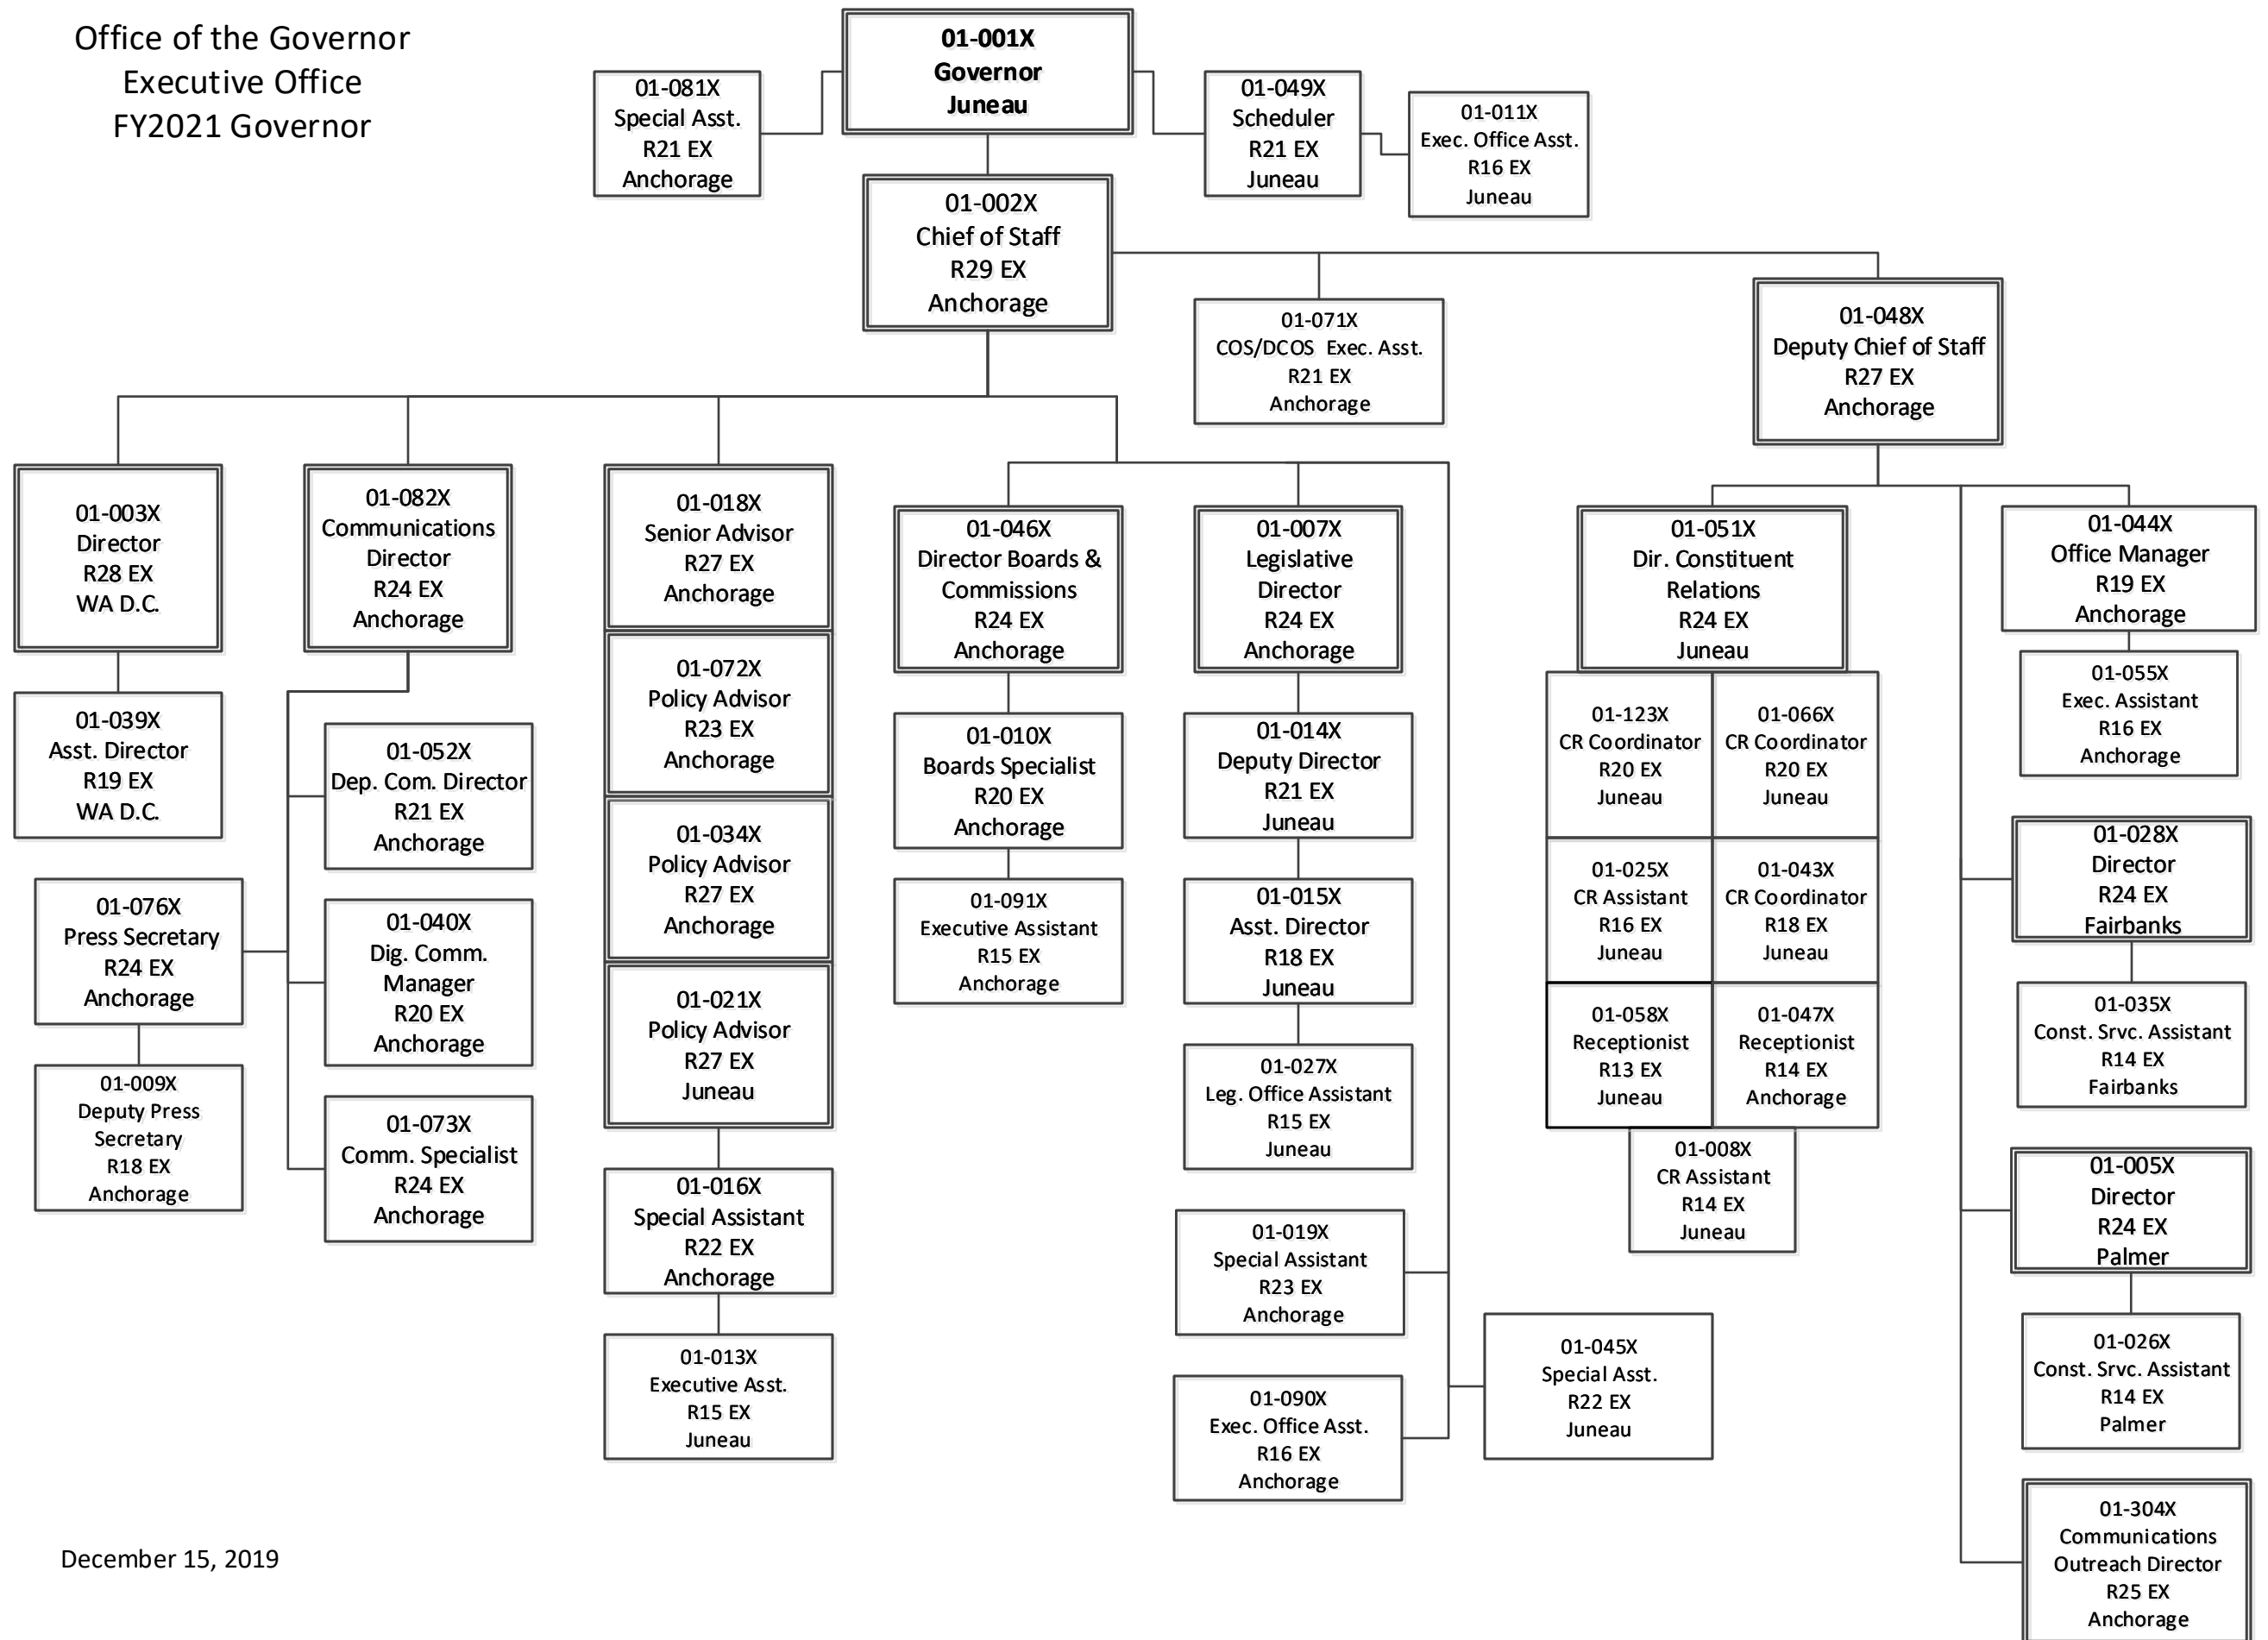 Office of the Governor
Executive Office
FY2021 Governor
01-001X
Governor
Juneau
01-081X
Special Asst.
R21 EX
Anchorage
01-049X
Scheduler
R21 EX
Juneau
01-011X
Exec. Office Asst.
R16 EX
Juneau
01-002X
Chief of Staff
R29 EX
Anchorage
01-071X
COS/DCOS Exec. Asst.
R21 EX
Anchorage
01-048X
Deputy Chief of Staff
R27 EX
Anchorage
01-003X
Director
R28 EX
WA D.C.
01-039X
Asst. Director
R19 EX
WA D.C.
01-082X
Communications
Director
R24 EX
Anchorage
01-052X
Dep. Com. Director
R21 EX
Anchorage
01-076X
Press Secretary
R24 EX
Anchorage
01-040X
Dig. Comm.
Manager
R20 EX
Anchorage
01-009X
Deputy Press
Secretary
R18 EX
Anchorage
01-073X
Comm. Specialist
R24 EX
Anchorage
01-018X
Senior Advisor
R27 EX
Anchorage
01-072X
Policy Advisor
R23 EX
Anchorage
01-034X
Policy Advisor
R27 EX
Anchorage
01-021X
Policy Advisor
R27 EX
Juneau
01-016X
Special Assistant
R22 EX
Anchorage
01-013X
Executive Asst.
R15 EX
Juneau
01-046X
Director Boards &
Commissions
R24 EX
Anchorage
01-010X
Boards Specialist
R20 EX
Anchorage
01-091X
Executive Assistant
R15 EX
Anchorage
01-007X
Legislative
Director
R24 EX
Anchorage
01-014X
Deputy Director
R21 EX
Juneau
01-015X
Asst. Director
R18 EX
Juneau
01-027X
Leg. Office Assistant
R15 EX
Juneau
01-019X
Special Assistant
R23 EX
Anchorage
01-090X
Exec. Office Asst.
R16 EX
Anchorage
01-045X
Special Asst.
R22 EX
Juneau
01-051X
Dir. Constituent
Relations
R24 EX
Juneau
01-123X
CR Coordinator
R20 EX
Juneau
01-066X
CR Coordinator
R20 EX
Juneau
01-025X
CR Assistant
R16 EX
Juneau
01-043X
CR Coordinator
R18 EX
Juneau
01-058X
Receptionist
R13 EX
Juneau
01-047X
Receptionist
R14 EX
Anchorage
01-008X
CR Assistant
R14 EX
Juneau
01-044X
Office Manager
R19 EX
Anchorage
01-055X
Exec. Assistant
R16 EX
Anchorage
01-028X
Director
R24 EX
Fairbanks
01-035X
Const. Srvc. Assistant
R14 EX
Fairbanks
01-005X
Director
R24 EX
Palmer
01-026X
Const. Srvc. Assistant
R14 EX
Palmer
01-304X
Communications
Outreach Director
R25 EX
Anchorage
December 15, 2019